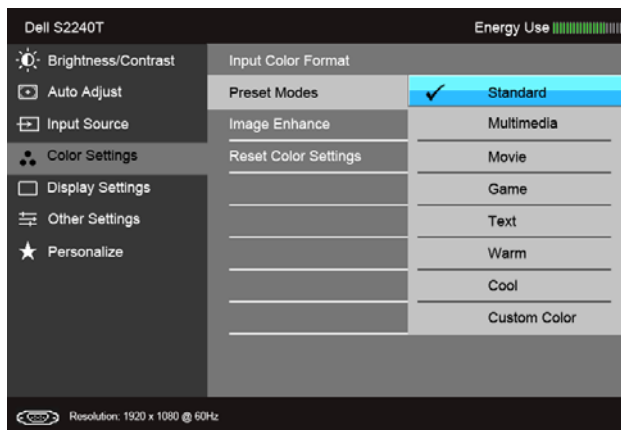 Dell S2240T
Energy Use
Brightness/Contrast
Auto Adjust
Input Source
Color Settings
Display Settings
Other Settings
Personalize
Input Color Format
Preset Modes
Image Enhance
Reset Color Settings
Standard
Multimedia
Movie
Game
Text
Warm
Cool
Custom Color
Resolution: 1920 x 1080 @ 60Hz